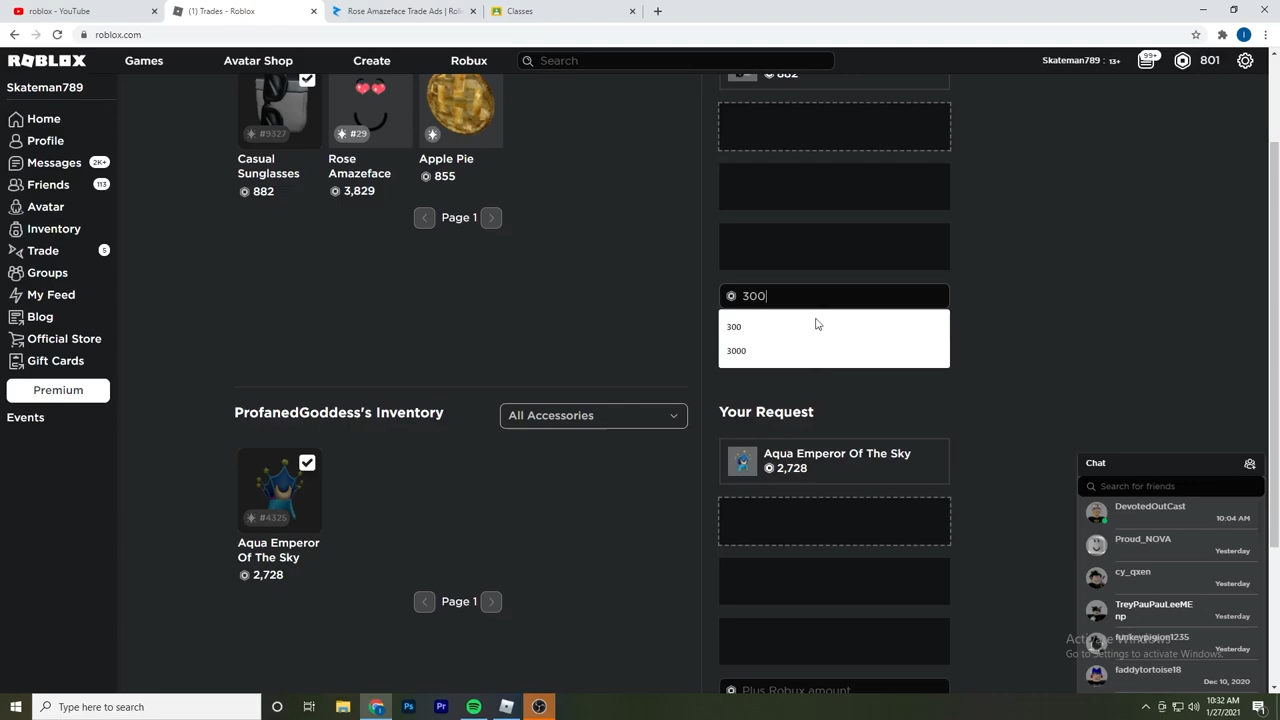 roblox - YouTube
(1) Trades - Roblox
Rose Amazeface Trade Ads | Roli
Classes
roblox.com
ROBLOX
Games
Avatar Shop
Create
Robux
Search
Skateman789 : 13+
99+
801
Skateman789
Home
Profile
Messages 2K+
Friends 113
Avatar
Inventory
Trade 5
Groups
My Feed
Blog
Official Store
Gift Cards
Premium
Events
#9327
#29
Casual Sunglasses
882
Rose Amazeface
3,829
Apple Pie
855
Page 1
882
300
300
3000
ProfanedGoddess's Inventory
All Accessories
#4325
Aqua Emperor Of The Sky
2,728
Page 1
Your Request
Aqua Emperor Of The Sky
2,728
Plus Robux amount
Chat
Search for friends
DevotedOutCast
10:04 AM
Proud_NOVA
Yesterday
cy_qxen
Yesterday
TreyPauPauLeeMEnp
Yesterday
funkeypigion1235
Yesterday
faddytortoise18
Dec 10, 2020
Activate Windows
Go to Settings to activate Windows.
Type here to search
10:32 AM
1/27/2021